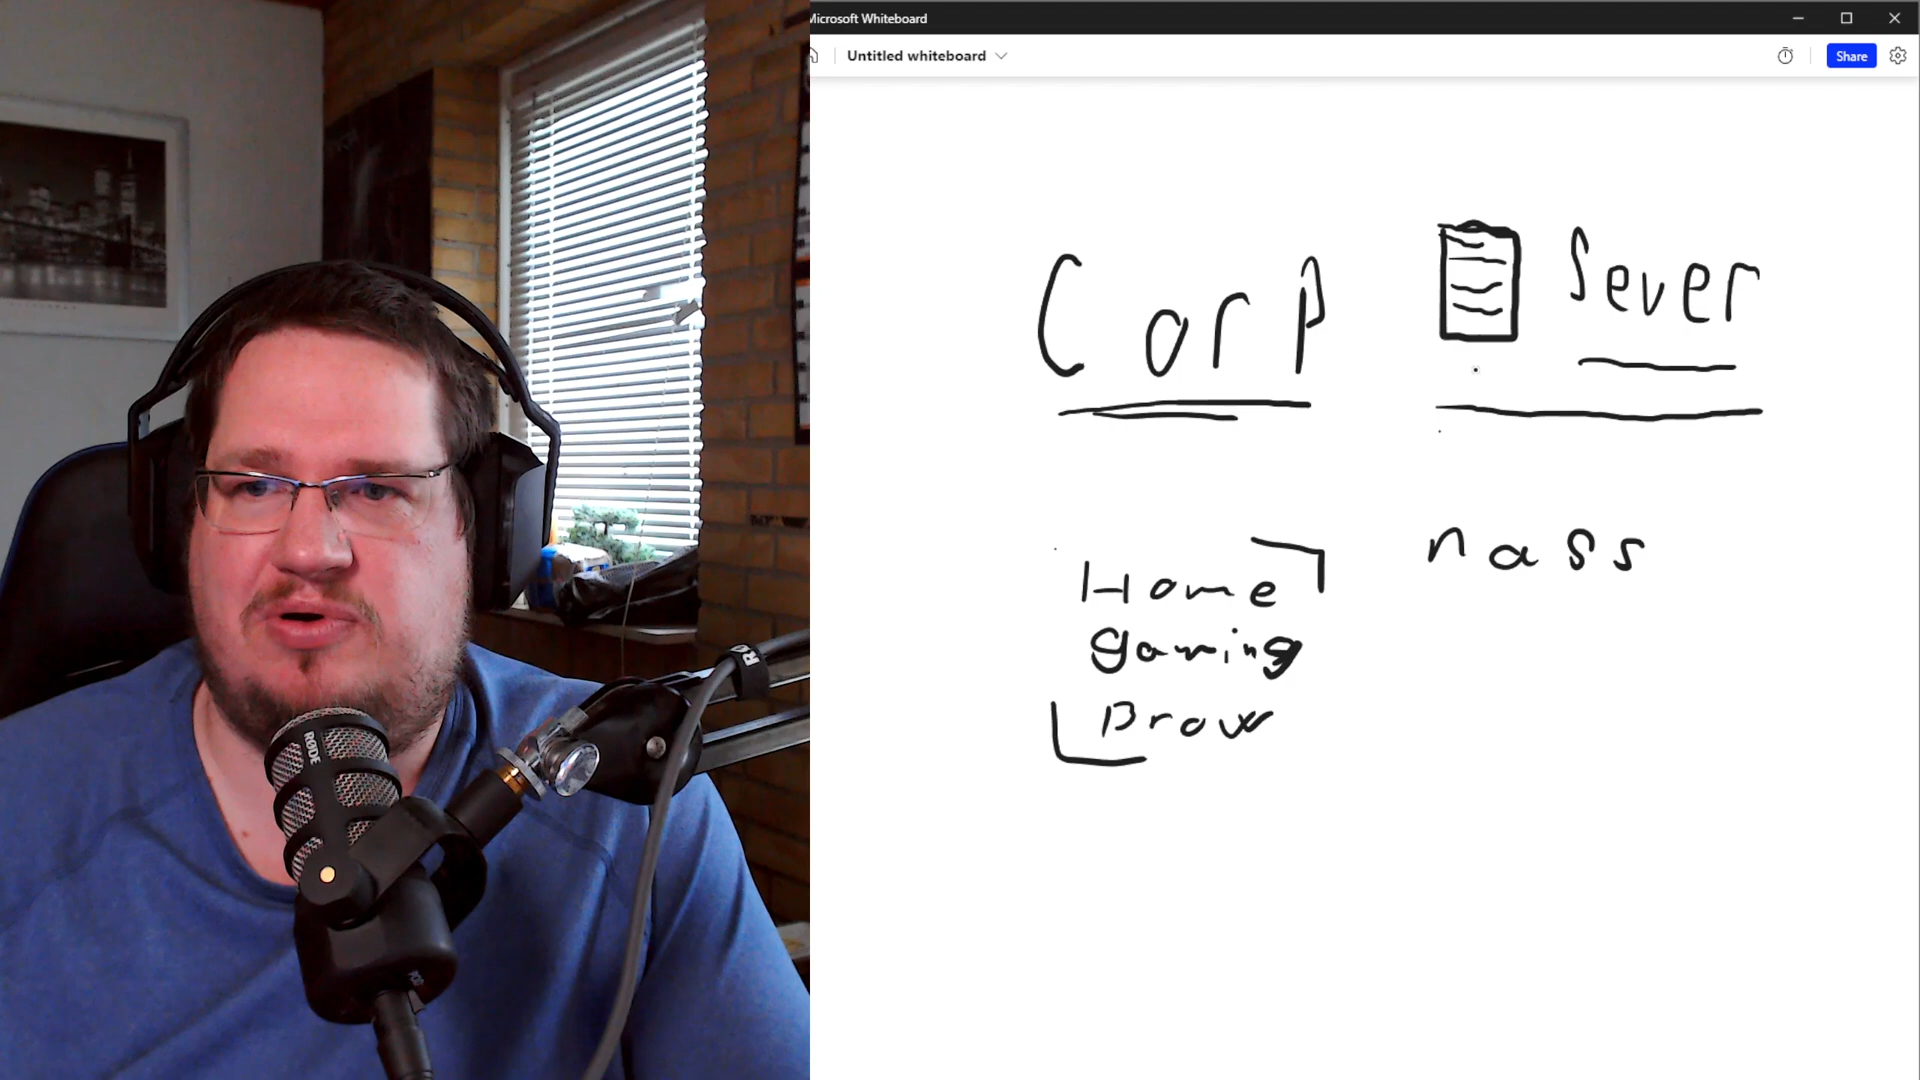 Microsoft Whiteboard
Untitled whiteboard
Share
Corp
Sever
Home
nass
gaming
Brow
RØDE